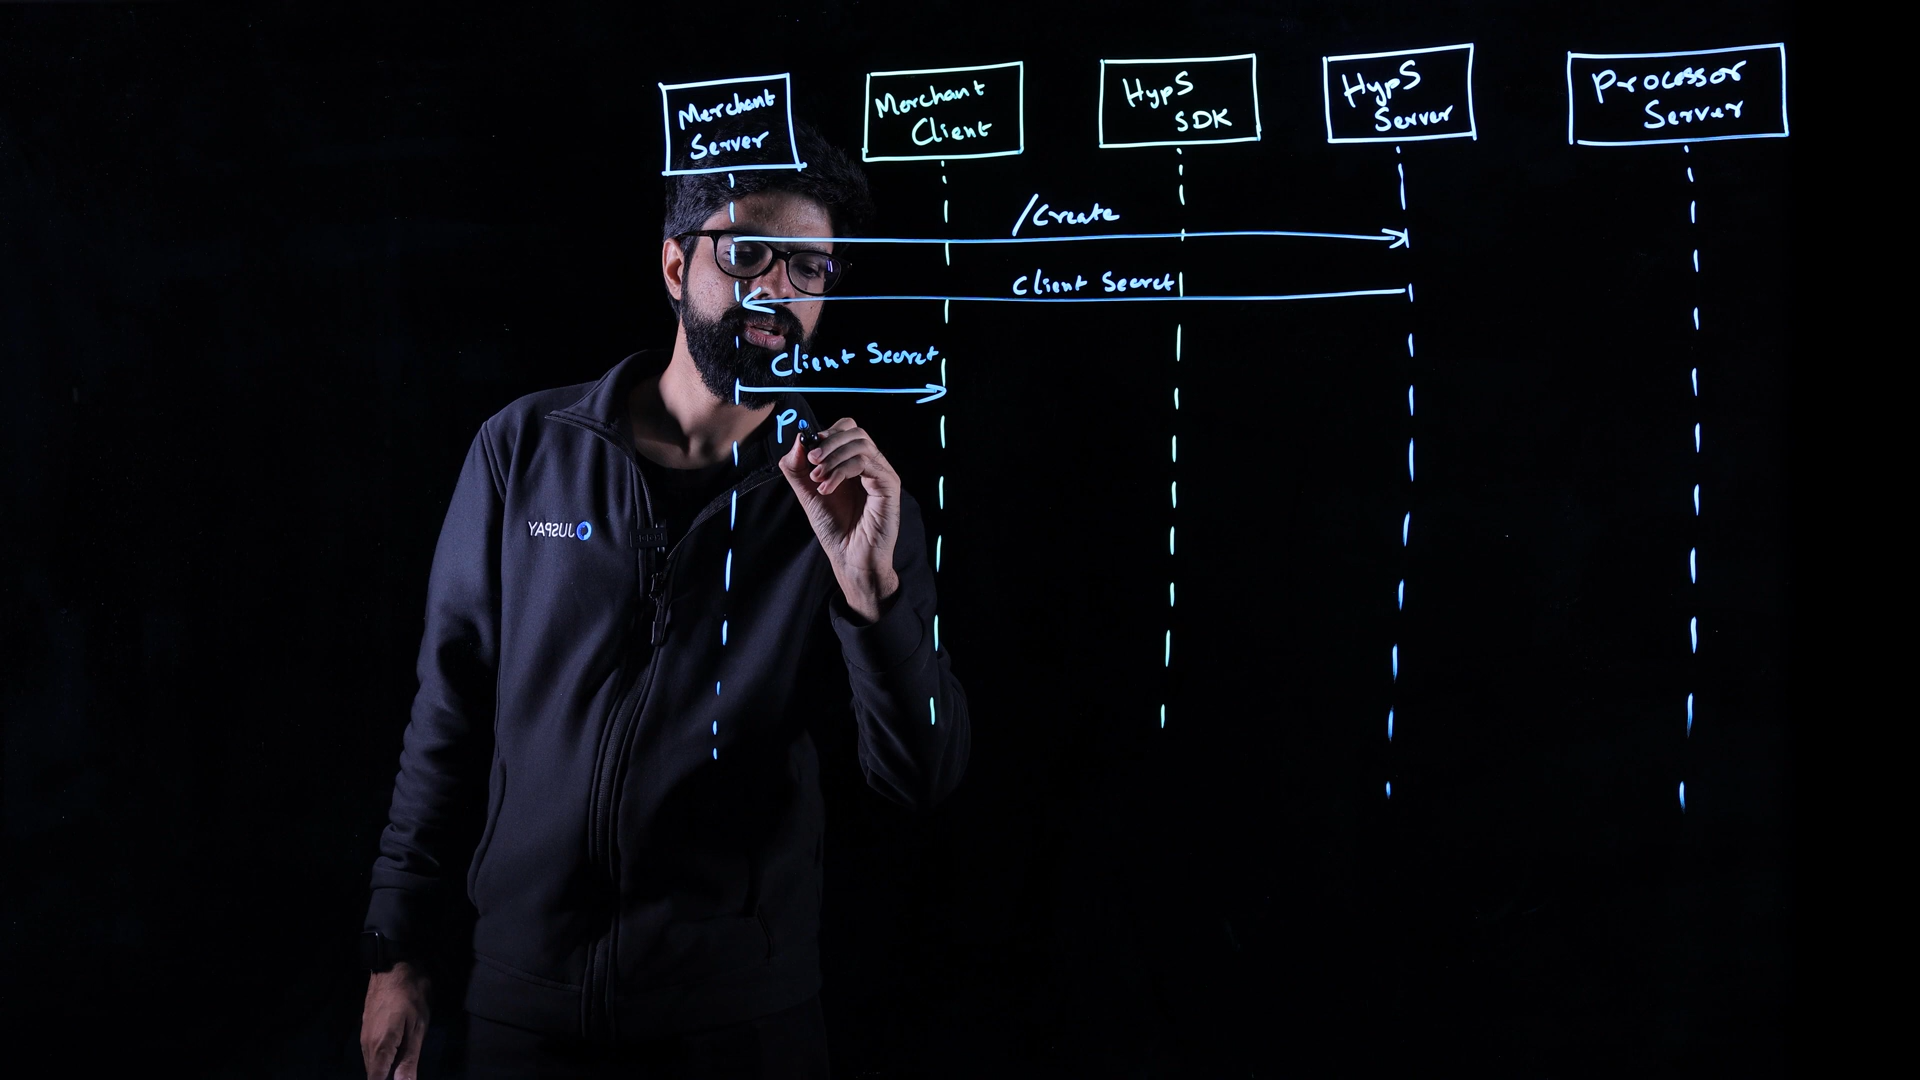 Merchant
Server
Merchant
Client
HypS
SDK
HypS
Server
Processor
Server
/Create
Client Secret
Client Secret
P
JUSPAY